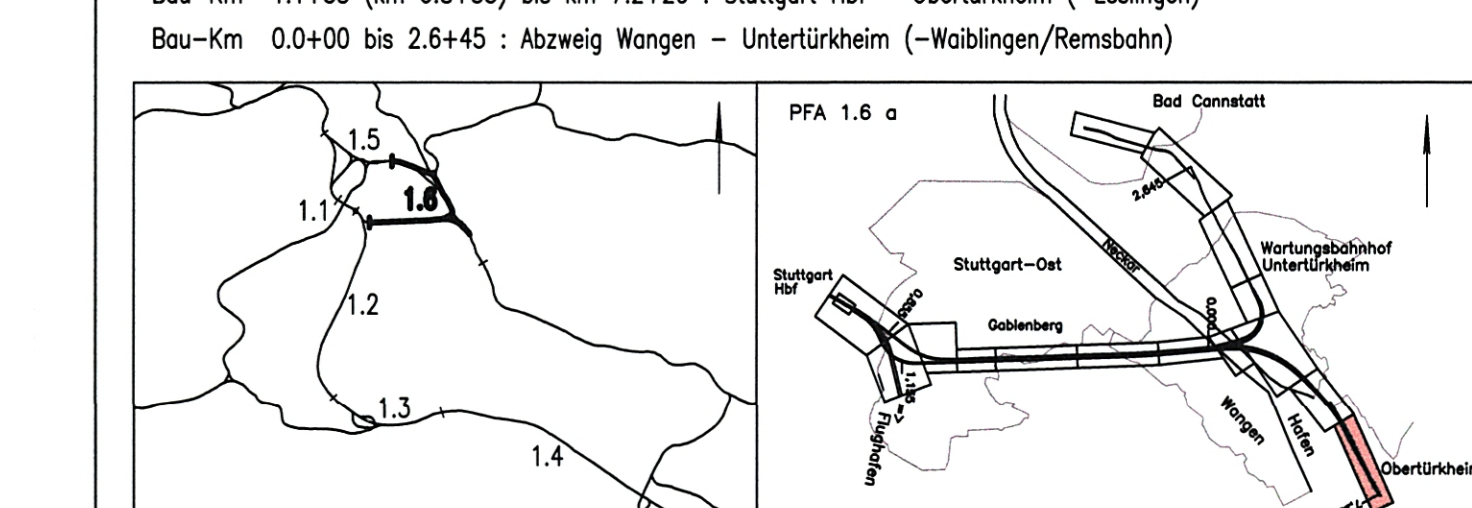 Bau-Km 0.0+00 bis 2.6+45 : Abzweig Wangen - Untertürkheim (-Waiblingen/Remsbahn)
1.5
1.6
1.1
1.2
1.3
1.4
PFA 1.6 a
Bad Cannstatt
2,645
Neckar
Wartungsbahnhof
Untertürkheim
Stuttgart-Ost
Stuttgart
Hbf
0,855
0,000
Gablenberg
Flughafen
Wangen
Hafen